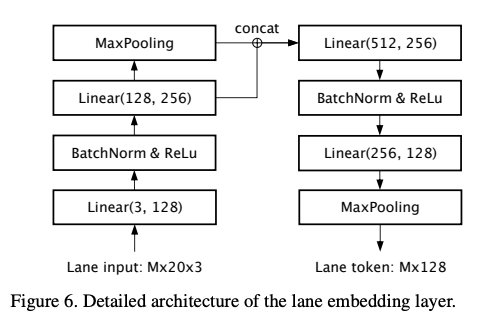 concat
MaxPooling
Linear(128, 256)
BatchNorm & ReLu
Linear(3, 128)
Lane input: Mx20x3
Linear(512, 256)
BatchNorm & ReLu
Linear(256, 128)
MaxPooling
Lane token: Mx128
Figure 6. Detailed architecture of the lane embedding layer.